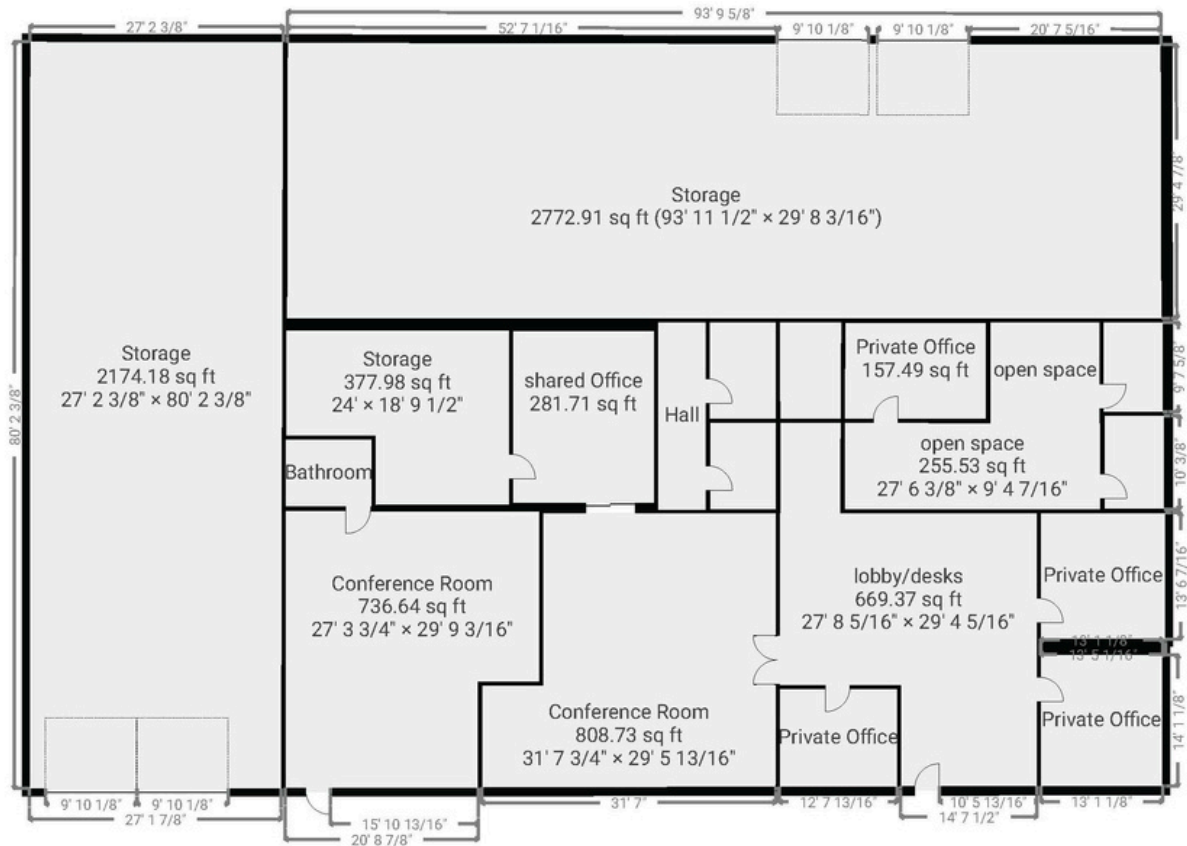 93' 9 5/8"
27' 2 3/8"
52' 7 1/16"
9' 10 1/8"
9' 10 1/8"
20' 7 5/16"
29' 4 7/8"
Storage
2772.91 sq ft (93' 11 1/2" × 29' 8 3/16")
80' 2 3/8"
Storage
2174.18 sq ft
27' 2 3/8" × 80' 2 3/8"
Storage
377.98 sq ft
24' × 18' 9 1/2"
shared Office
281.71 sq ft
Hall
Private Office
157.49 sq ft
open space
9' 7 5/8"
Bathroom
open space
255.53 sq ft
27' 6 3/8" × 9' 4 7/16"
10' 3/8"
Conference Room
736.64 sq ft
27' 3 3/4" × 29' 9 3/16"
lobby/desks
669.37 sq ft
27' 8 5/16" × 29' 4 5/16"
Private Office
13' 6 7/16"
13' 1 1/8"
13' 5 1/16"
Conference Room
808.73 sq ft
31' 7 3/4" × 29' 5 13/16"
Private Office
Private Office
14' 1 1/8"
9' 10 1/8"
9' 10 1/8"
31' 7"
12' 7 13/16"
10' 5 13/16"
13' 1 1/8"
27' 1 7/8"
15' 10 13/16"
14' 7 1/2"
20' 8 7/8"